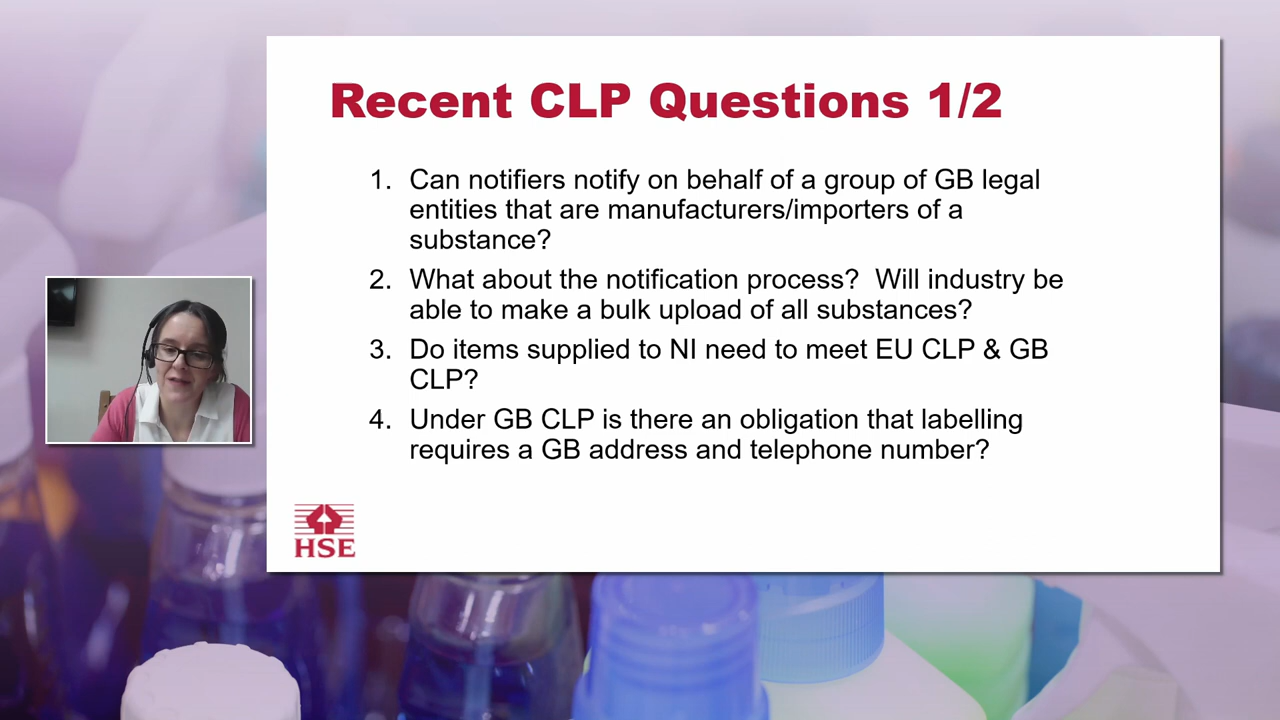 Recent CLP Questions 1/2
1. Can notifiers notify on behalf of a group of GB legal
entities that are manufacturers/importers of a
substance?
2. What about the notification process?  Will industry be
able to make a bulk upload of all substances?
3. Do items supplied to NI need to meet EU CLP & GB
CLP?
4. Under GB CLP is there an obligation that labelling
requires a GB address and telephone number?
HSE